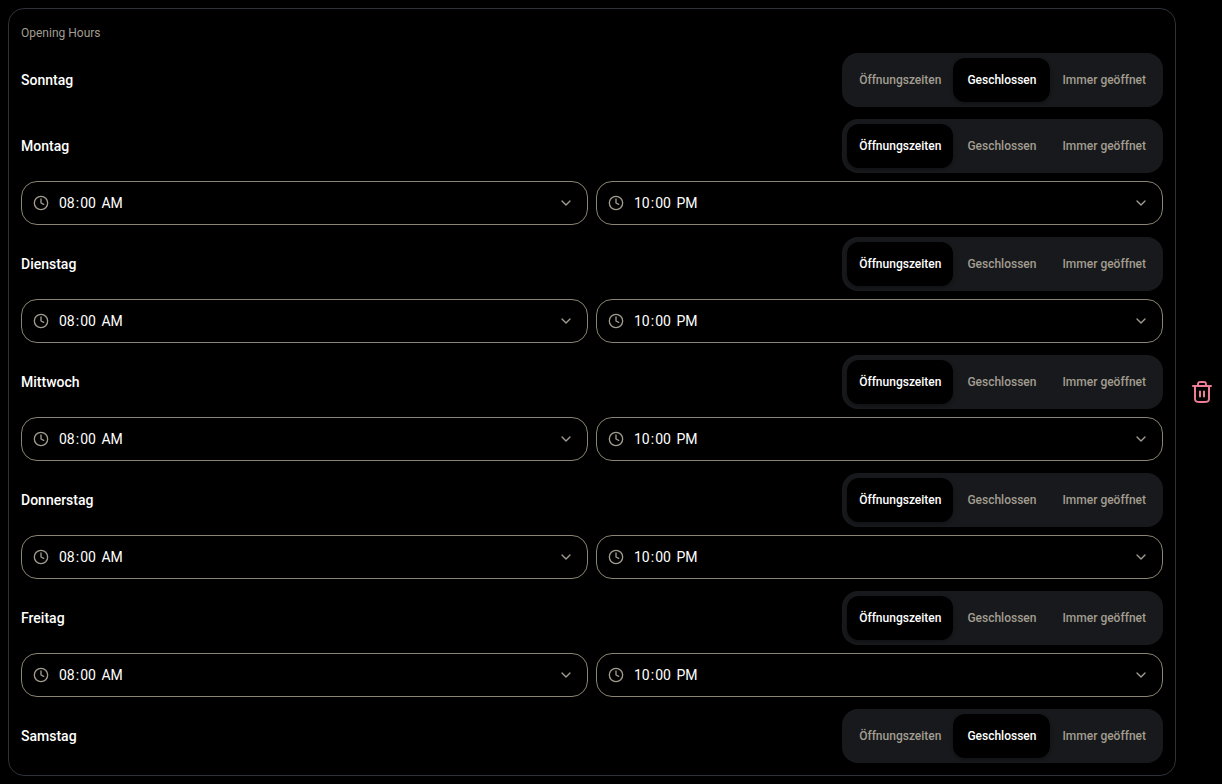 Opening Hours
Sonntag Öffnungszeiten Geschlossen Immer geöffnet
Montag Öffnungszeiten Geschlossen Immer geöffnet
08:00 AM 10:00 PM
Dienstag Öffnungszeiten Geschlossen Immer geöffnet
08:00 AM 10:00 PM
Mittwoch Öffnungszeiten Geschlossen Immer geöffnet
08:00 AM 10:00 PM
Donnerstag Öffnungszeiten Geschlossen Immer geöffnet
08:00 AM 10:00 PM
Freitag Öffnungszeiten Geschlossen Immer geöffnet
08:00 AM 10:00 PM
Samstag Öffnungszeiten Geschlossen Immer geöffnet